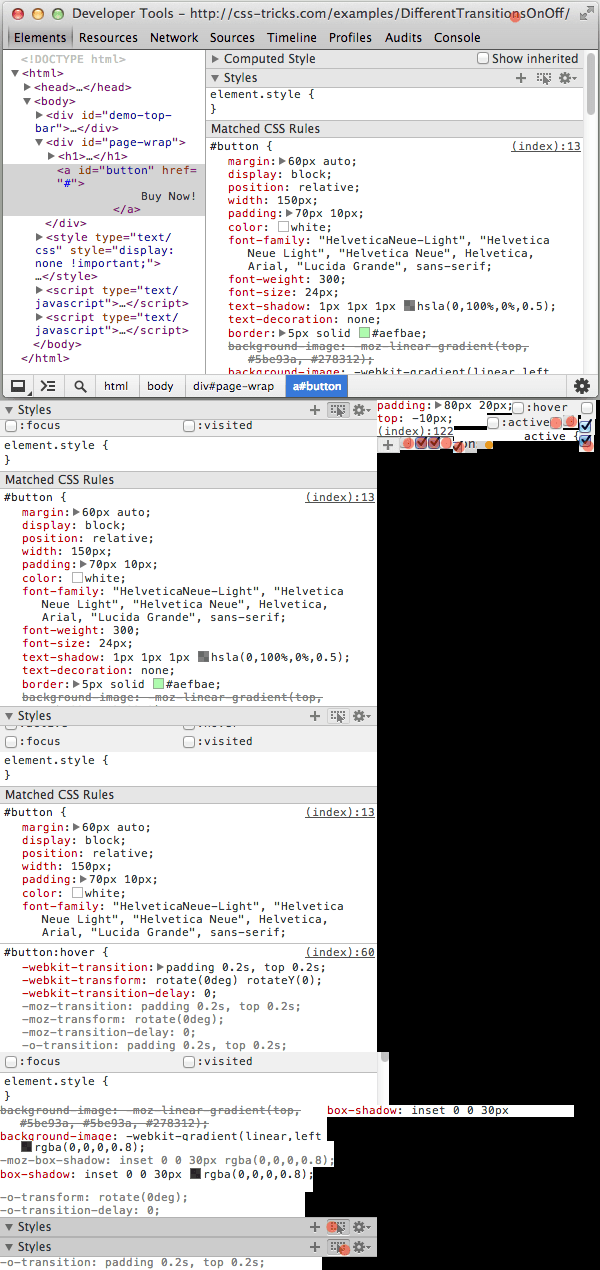 Developer Tools - http://css-tricks.com/examples/DifferentTransitionsOnOff/
Elements Resources Network Sources Timeline Profiles Audits Console
<!DOCTYPE html>
<html>
<head>…</head>
<body>
<div id="demo-top-
bar">…</div>
<div id="page-wrap">
<h1>…</h1>
<a id="button" href=
"#">
Buy Now!
</a>
</div>
<style type="text/
css" style="display:
none !important;">
…</style>
<script type="text/
javascript">…</script>
<script type="text/
javascript">…</script>
</body>
</html>
Computed Style Show inherited
Styles
element.style {
}
Matched CSS Rules
#button { (index):13
margin: 60px auto;
display: block;
position: relative;
width: 150px;
padding: 70px 10px;
color: white;
font-family: "HelveticaNeue-Light", "Helvetica
Neue Light", "Helvetica Neue", Helvetica,
Arial, "Lucida Grande", sans-serif;
font-weight: 300;
font-size: 24px;
text-shadow: 1px 1px 1px hsla(0,100%,0%,0.5);
text-decoration: none;
border: 5px solid #aefbae;
background-image: -moz-linear-gradient(top,
#5be93a, #278312);
background-image: -webkit-gradient(linear,left
html body div#page-wrap a#button
Styles
:focus :visited
element.style {
}
Matched CSS Rules
#button { (index):13
margin: 60px auto;
display: block;
position: relative;
width: 150px;
padding: 70px 10px;
color: white;
font-family: "HelveticaNeue-Light", "Helvetica
Neue Light", "Helvetica Neue", Helvetica,
Arial, "Lucida Grande", sans-serif;
font-weight: 300;
font-size: 24px;
text-shadow: 1px 1px 1px hsla(0,100%,0%,0.5);
text-decoration: none;
border: 5px solid #aefbae;
background-image: -moz-linear-gradient(top,
padding: 80px 20px; :hover
top: -10px; :active
(index):122 active {
on
Styles
:focus :visited
element.style {
}
Matched CSS Rules
#button { (index):13
margin: 60px auto;
display: block;
position: relative;
width: 150px;
padding: 70px 10px;
color: white;
font-family: "HelveticaNeue-Light", "Helvetica
Neue Light", "Helvetica Neue", Helvetica,
Arial, "Lucida Grande", sans-serif;
#button:hover { (index):60
-webkit-transition: padding 0.2s, top 0.2s;
-webkit-transform: rotate(0deg) rotateY(0);
-webkit-transition-delay: 0;
-moz-transition: padding 0.2s, top 0.2s;
-moz-transform: rotate(0deg);
-moz-transition-delay: 0;
-o-transition: padding 0.2s, top 0.2s;
:focus :visited
element.style {
}
background-image: -moz-linear-gradient(top, box-shadow: inset 0 0 30px
#5be93a, #5be93a, #278312);
background-image: -webkit-gradient(linear,left
rgba(0,0,0,0.8);
-moz-box-shadow: inset 0 0 30px rgba(0,0,0,0.8);
box-shadow: inset 0 0 30px rgba(0,0,0,0.8);
-o-transform: rotate(0deg);
-o-transition-delay: 0;
Styles
Styles
-o-transition: padding 0.2s, top 0.2s;